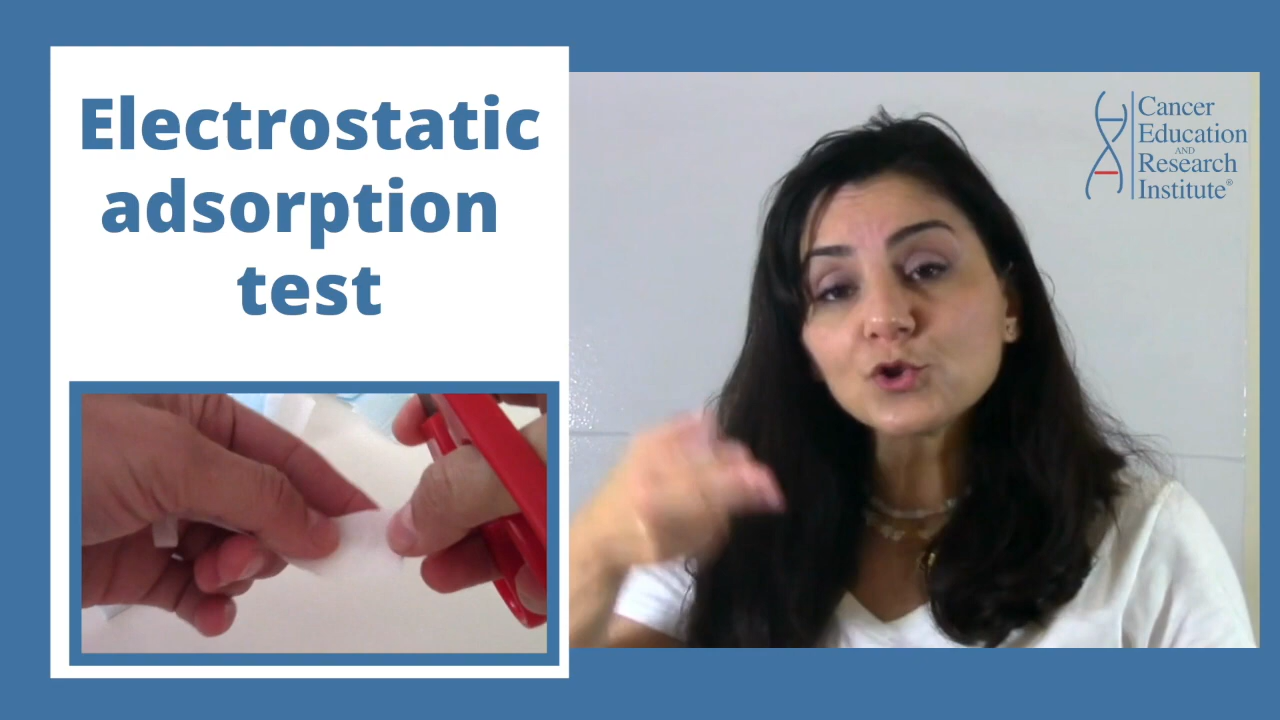 Electrostatic
adsorption
test
Cancer
Education
AND
Research
Institute®